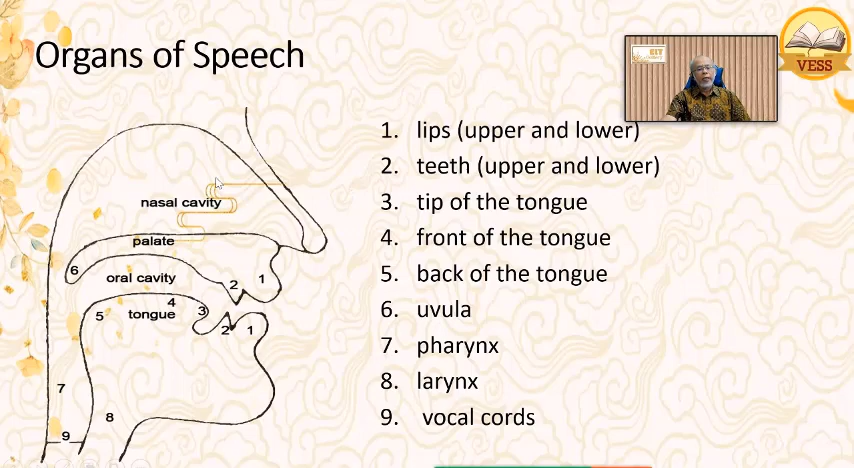 Organs of Speech
VESS
1. lips (upper and lower)
2. teeth (upper and lower)
3. tip of the tongue
4. front of the tongue
5. back of the tongue
6. uvula
7. pharynx
8. larynx
9. vocal cords
nasal cavity
palate
6
oral cavity
2
1
4
3
5
tongue
2
1
7
8
9